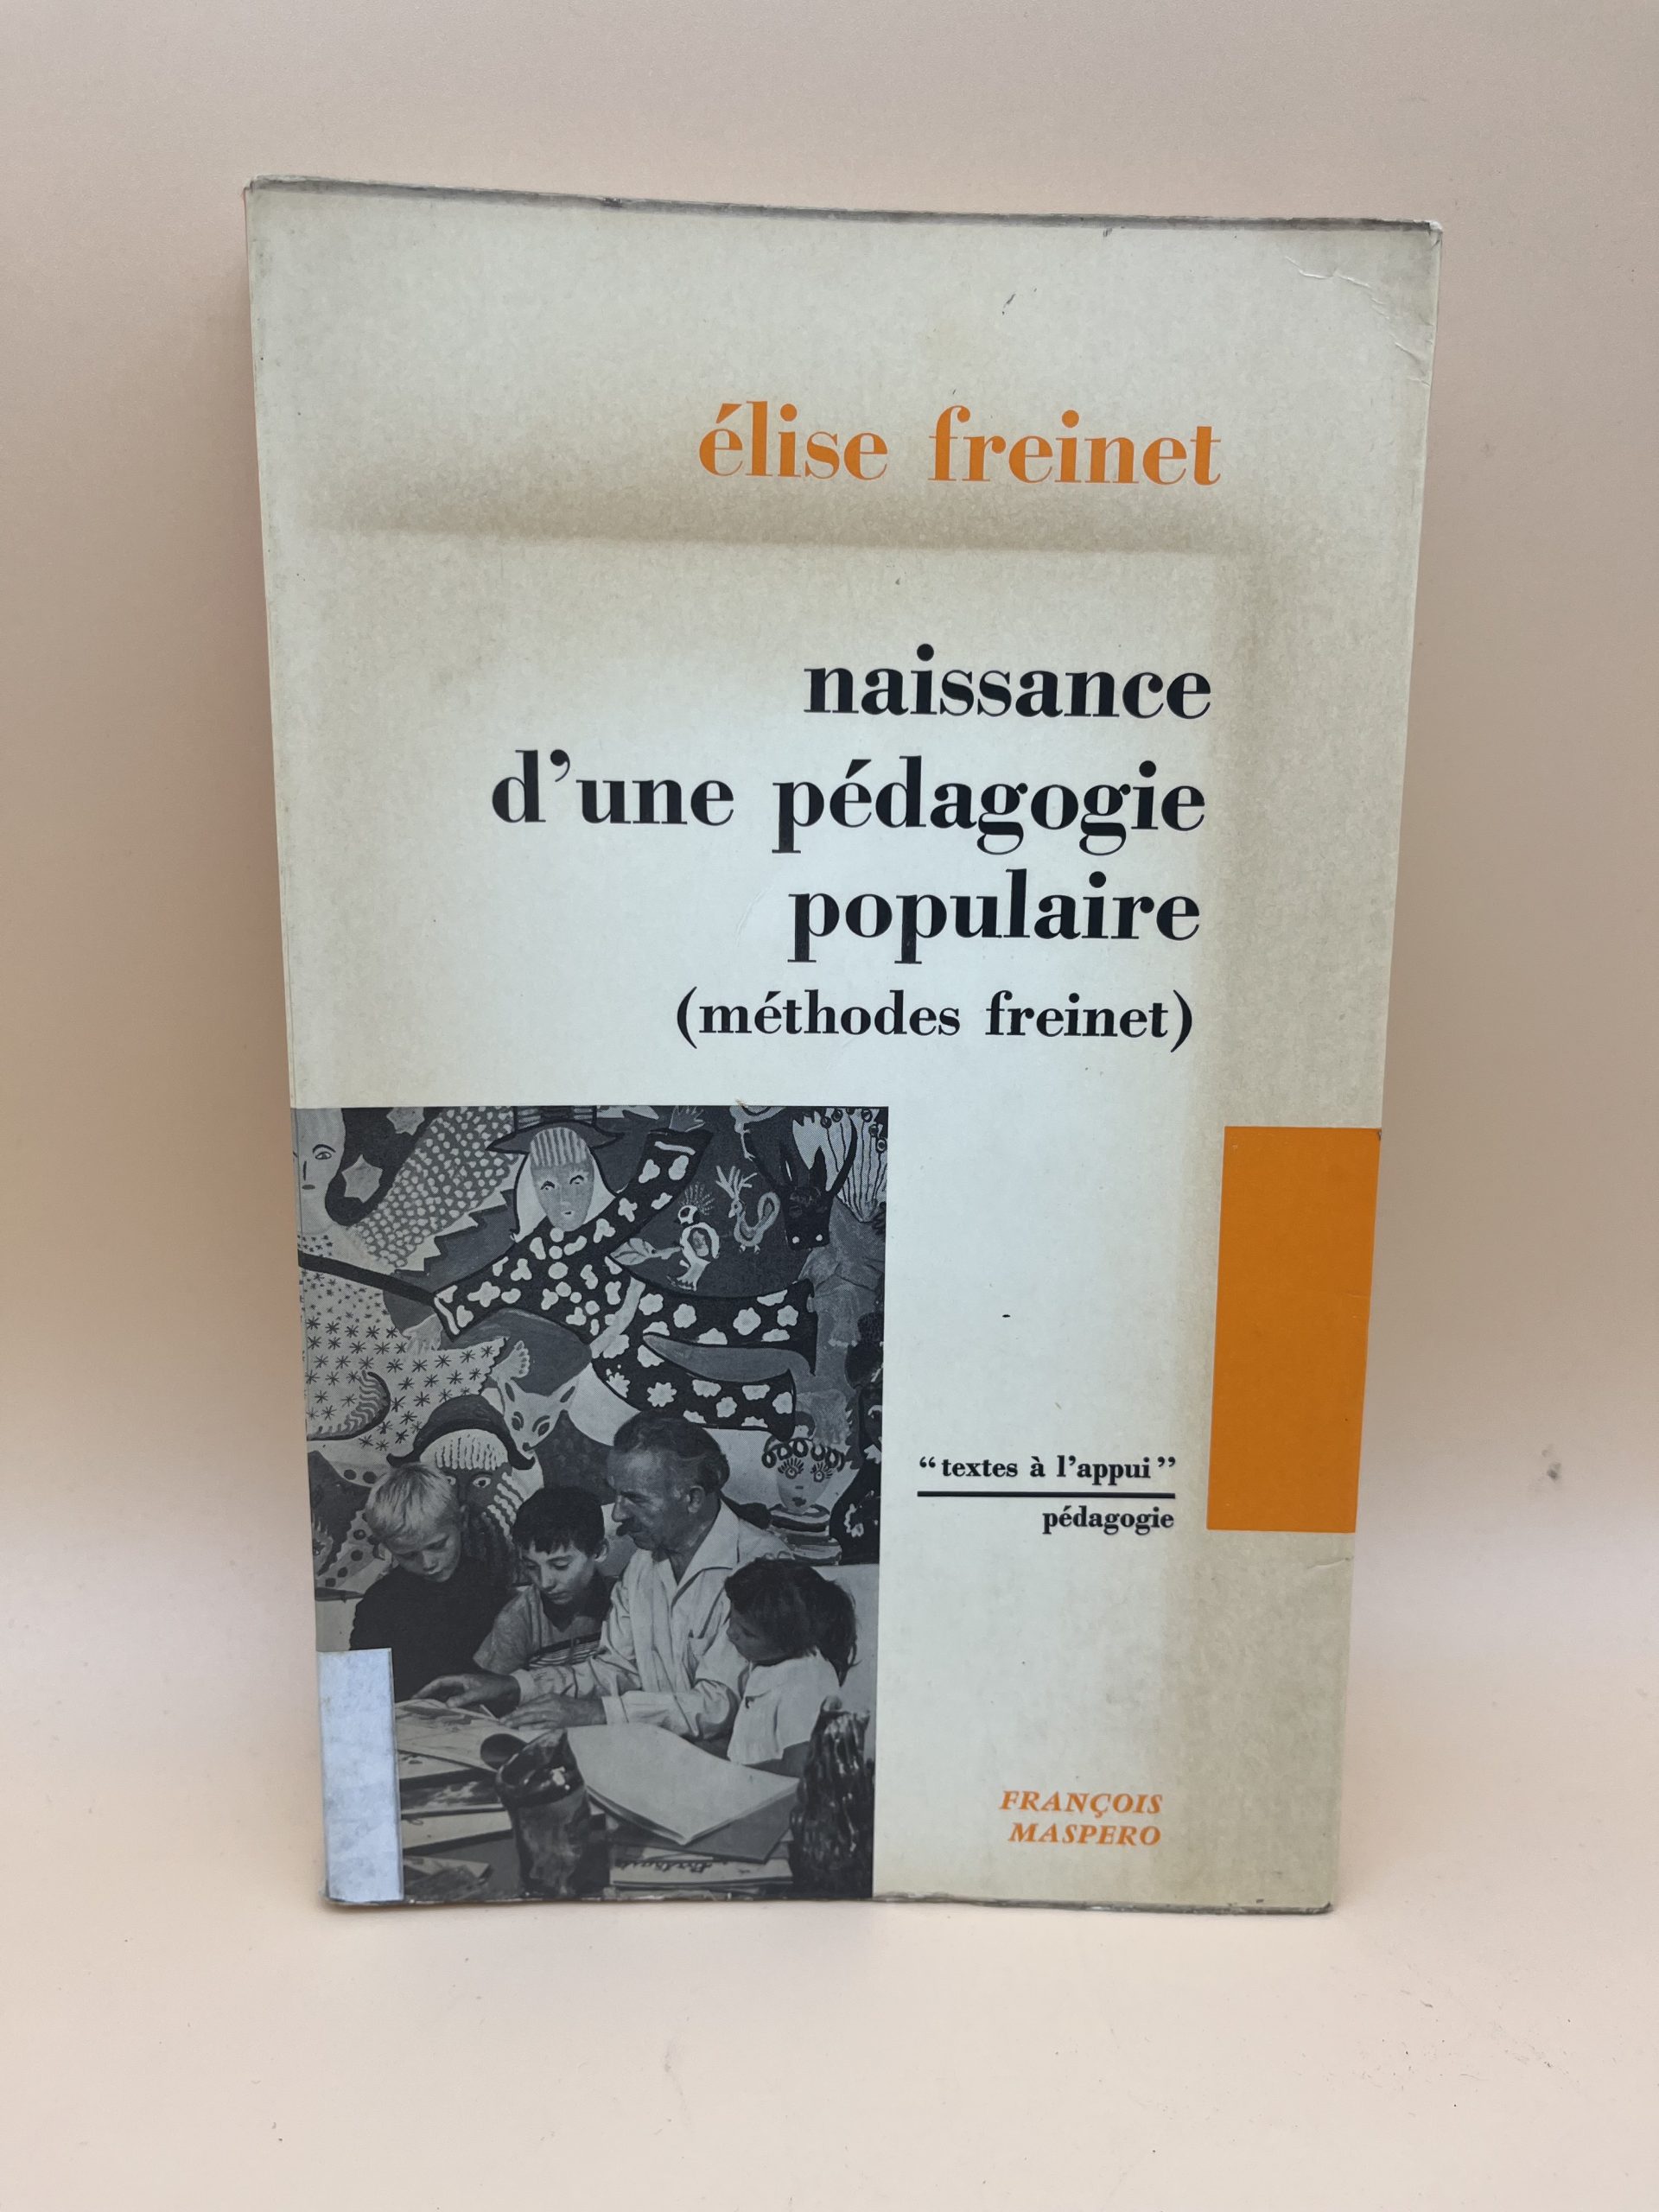 élise freinet
naissance
d'une pédagogie
populaire
(méthodes freinet)
“textes à l'appui”
pédagogie
FRANÇOIS
MASPERO